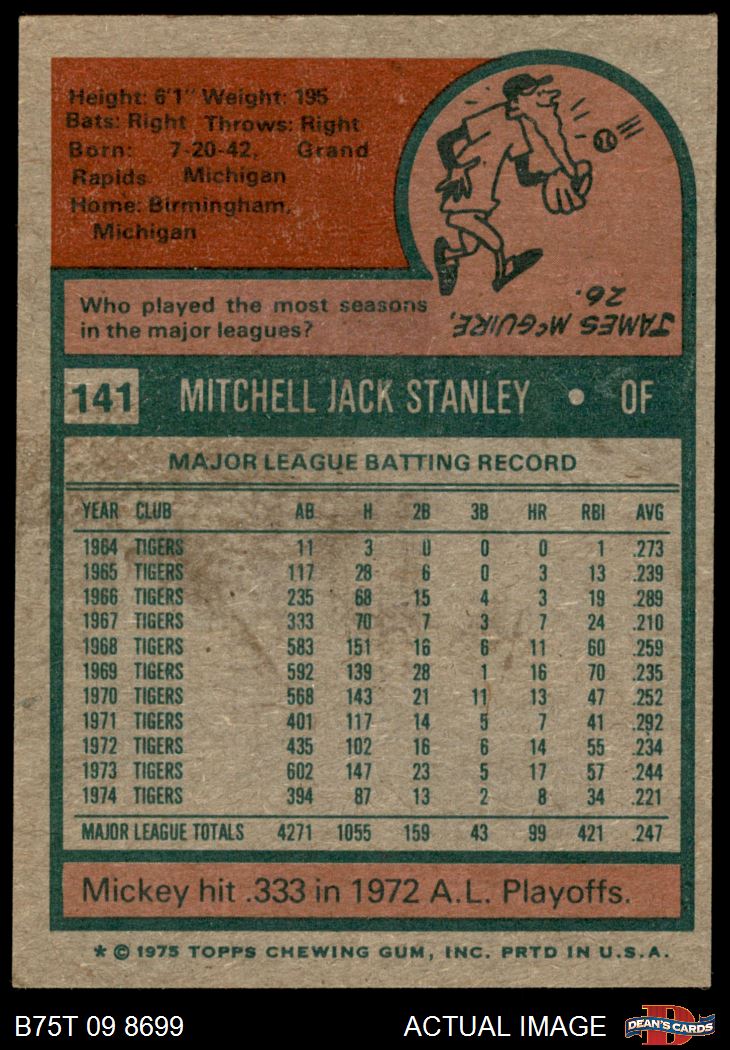 Height: 6'1" Weight: 195
Bats: Right Throws: Right
Born: 7-20-42, Grand
Rapids Michigan
Home: Birmingham,
Michigan
Who played the most seasons
in the major leagues?
JAMES McGUIRE,
26.
141 MITCHELL JACK STANLEY • OF
MAJOR LEAGUE BATTING RECORD
YEAR CLUB AB H 2B 3B HR RBI AVG
1964 TIGERS 11 3 0 0 0 1 .273
1965 TIGERS 117 28 6 0 3 13 .239
1966 TIGERS 235 68 15 4 3 19 .289
1967 TIGERS 333 70 7 3 7 24 .210
1968 TIGERS 583 151 16 6 11 60 .259
1969 TIGERS 592 139 28 1 16 70 .235
1970 TIGERS 568 143 21 11 13 47 .252
1971 TIGERS 401 117 14 5 7 41 .292
1972 TIGERS 435 102 16 6 14 55 .234
1973 TIGERS 602 147 23 5 17 57 .244
1974 TIGERS 394 87 13 2 8 34 .221
MAJOR LEAGUE TOTALS 4271 1055 159 43 99 421 .247
Mickey hit .333 in 1972 A.L. Playoffs.
* © 1975 TOPPS CHEWING GUM, INC. PRTD IN U.S.A.
B75T 09 8699 ACTUAL IMAGE D DEAN'S CARDS